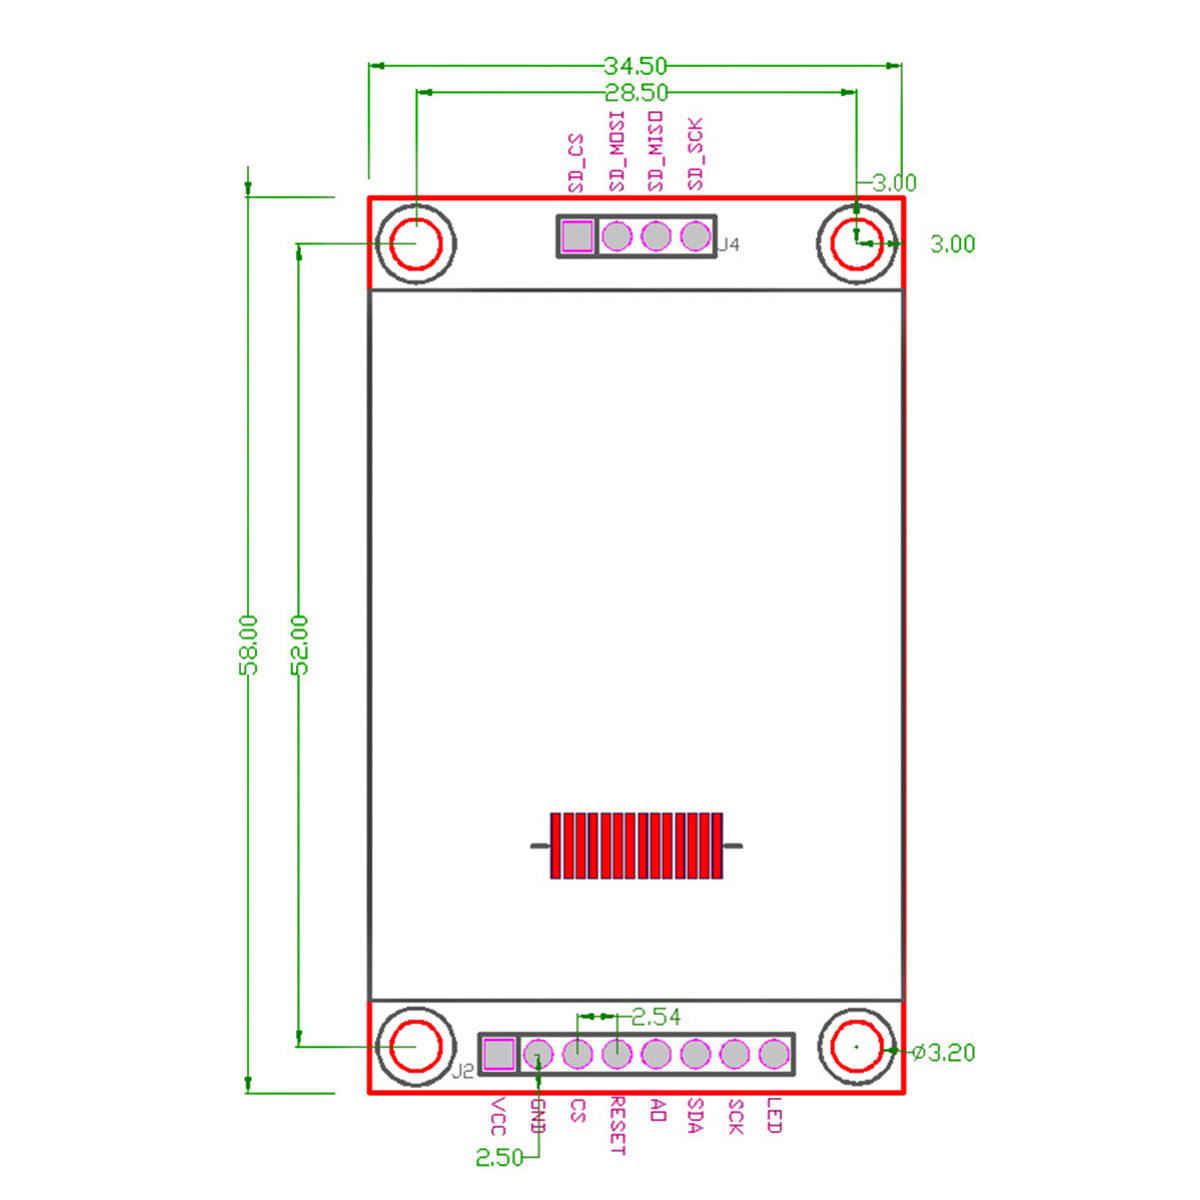 34.50
28.50
SD_CS
SD_MOSI
SD_MISO
SD_SCK
3.00
J4
3.00
58.00
52.00
2.54
J2
ø3.20
VCC
GND
CS
RESET
A0
SDA
SCK
LED
2.50